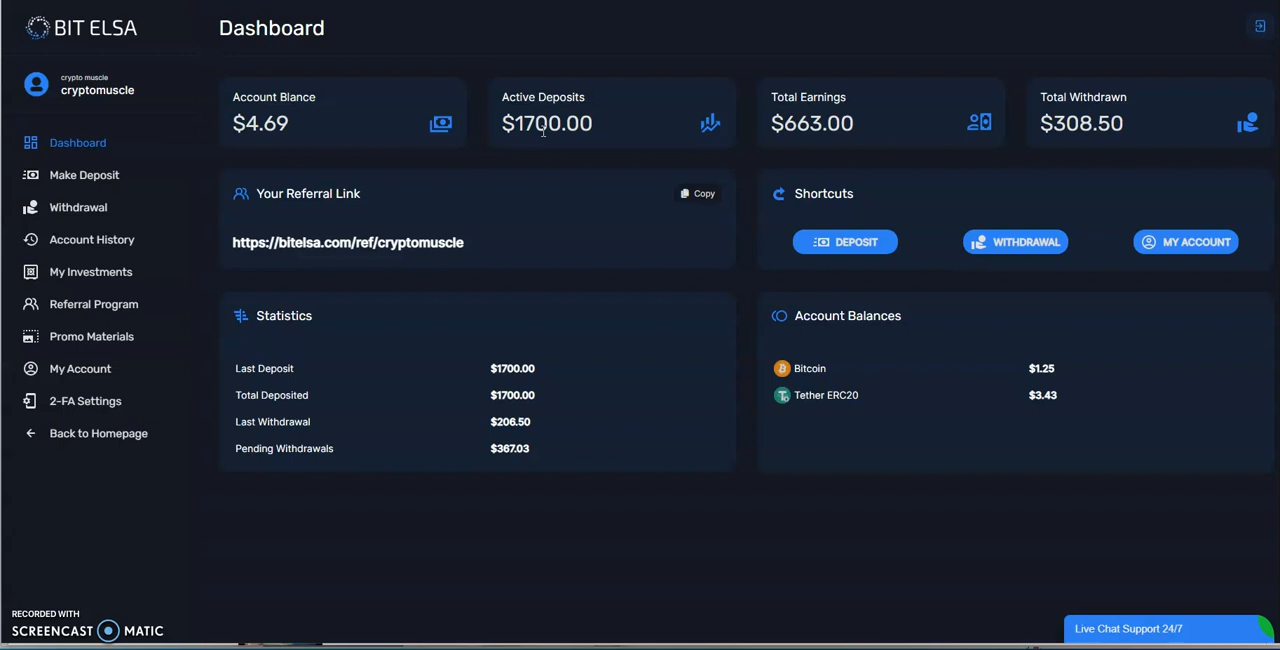 BIT ELSA
Dashboard
crypto muscle
cryptomuscle
Dashboard
Make Deposit
Withdrawal
Account History
My Investments
Referral Program
Promo Materials
My Account
2-FA Settings
Back to Homepage
Account Blance
$4.69
Active Deposits
$1700.00
Total Earnings
$663.00
Total Withdrawn
$308.50
Your Referral Link
Copy
https://bitelsa.com/ref/cryptomuscle
Shortcuts
DEPOSIT
WITHDRAWAL
MY ACCOUNT
Statistics
Last Deposit $1700.00
Total Deposited $1700.00
Last Withdrawal $206.50
Pending Withdrawals $367.03
Account Balances
Bitcoin $1.25
Tether ERC20 $3.43
RECORDED WITH
SCREENCAST MATIC
Live Chat Support 24/7